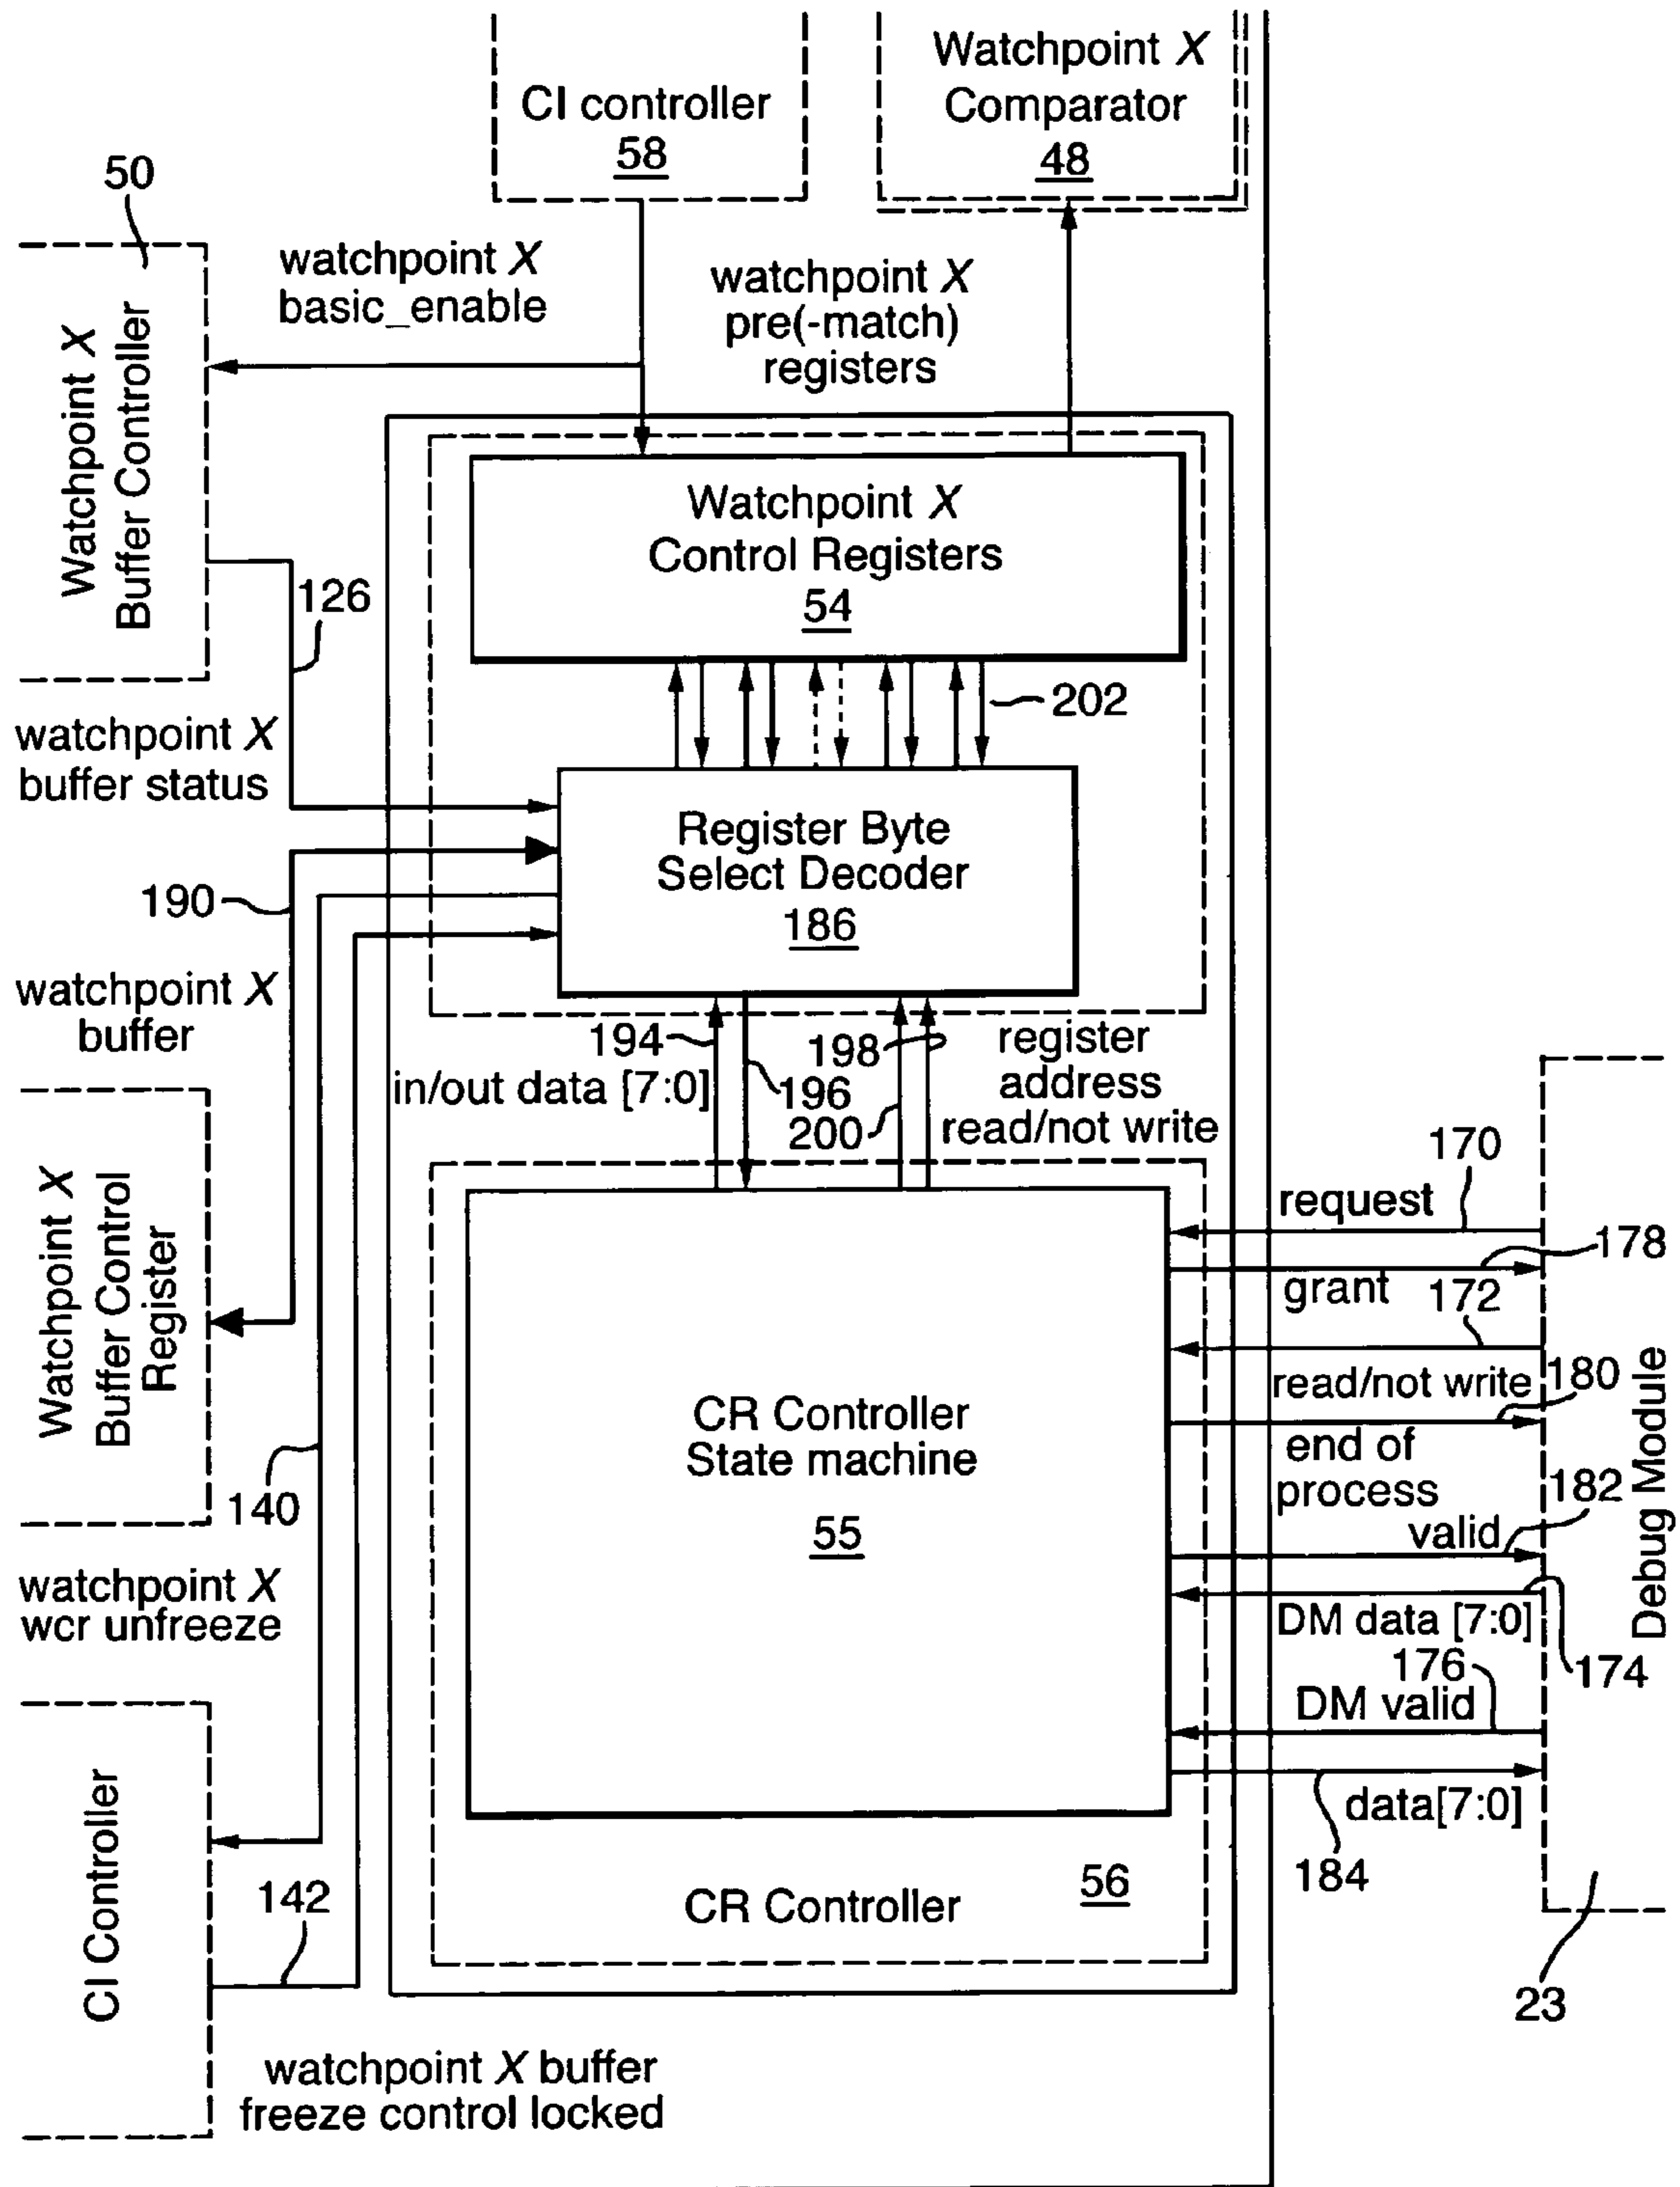 CI controller
58
Watchpoint X
Comparator
48
50
Watchpoint X
Buffer Controller
watchpoint X
basic_enable
watchpoint X
pre(-match)
registers
Watchpoint X
Control Registers
54
126
202
watchpoint X
buffer status
Register Byte
Select Decoder
186
190
watchpoint X
buffer
194
in/out data [7:0]
196
198
200
register
address
read/not write
Watchpoint X
Buffer Control
Register
140
watchpoint X
wcr unfreeze
CR Controller
State machine
55
CR Controller
56
request
170
grant
178
172
read/not write
180
end of
process
182
valid
DM data [7:0]
174
176
DM valid
data[7:0]
184
Debug Module
23
CI Controller
142
watchpoint X buffer
freeze control locked